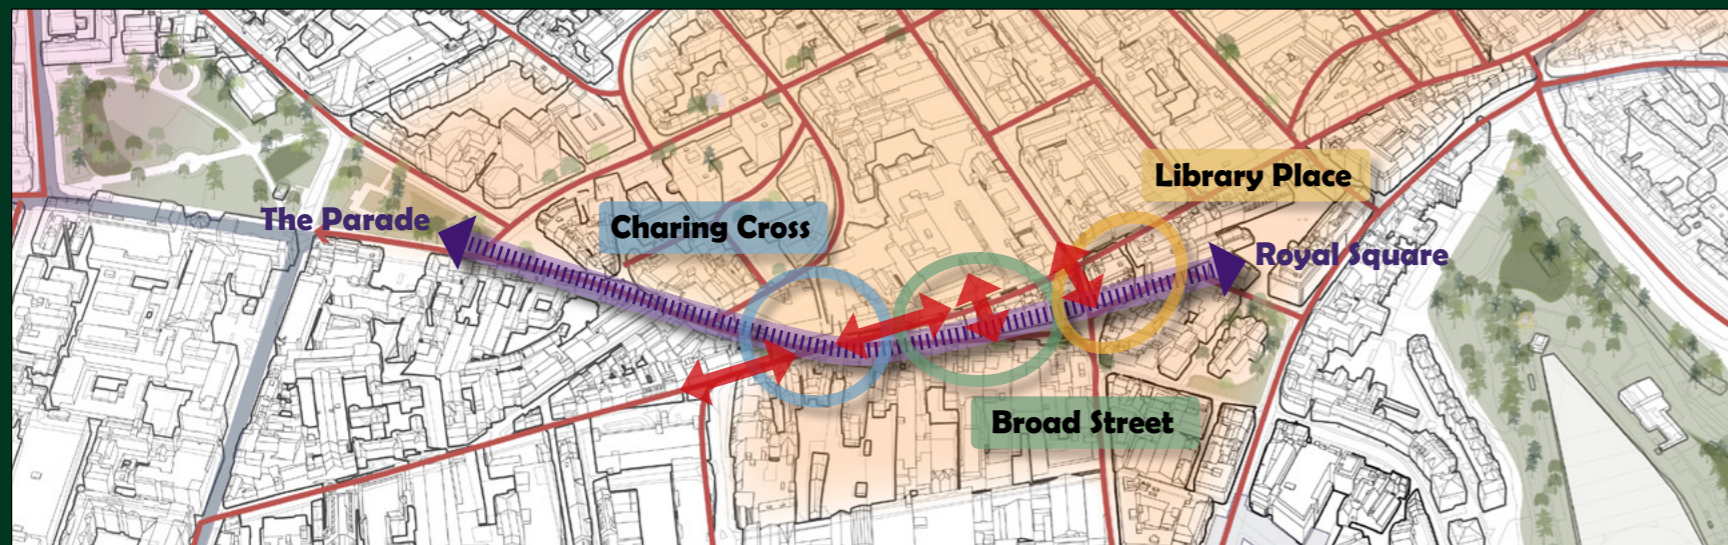 Library Place
The Parade
Charing Cross
Royal Square
Broad Street